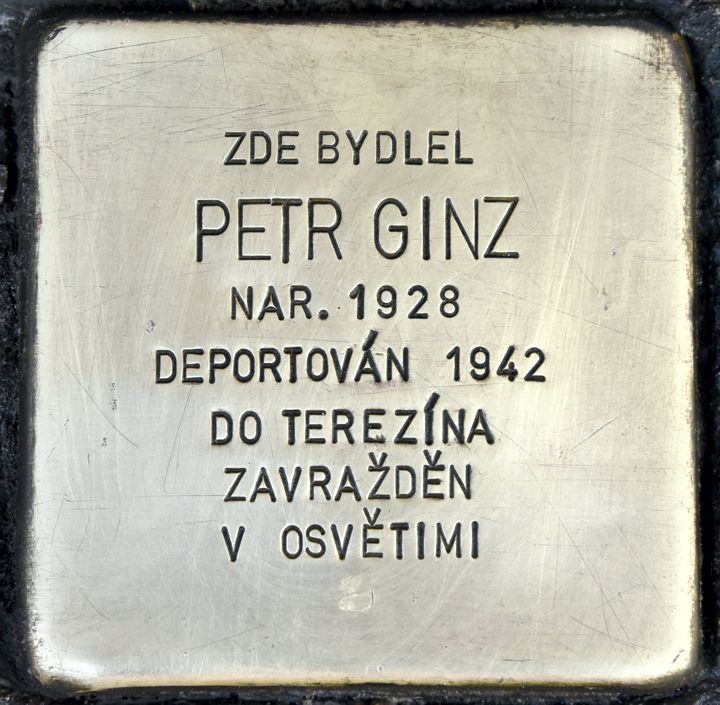 ZDE BYDLEL
PETR GINZ
NAR. 1928
DEPORTOVÁN 1942
DO TEREZÍNA
ZAVRAŽDĚN
V OSVĚTIMI